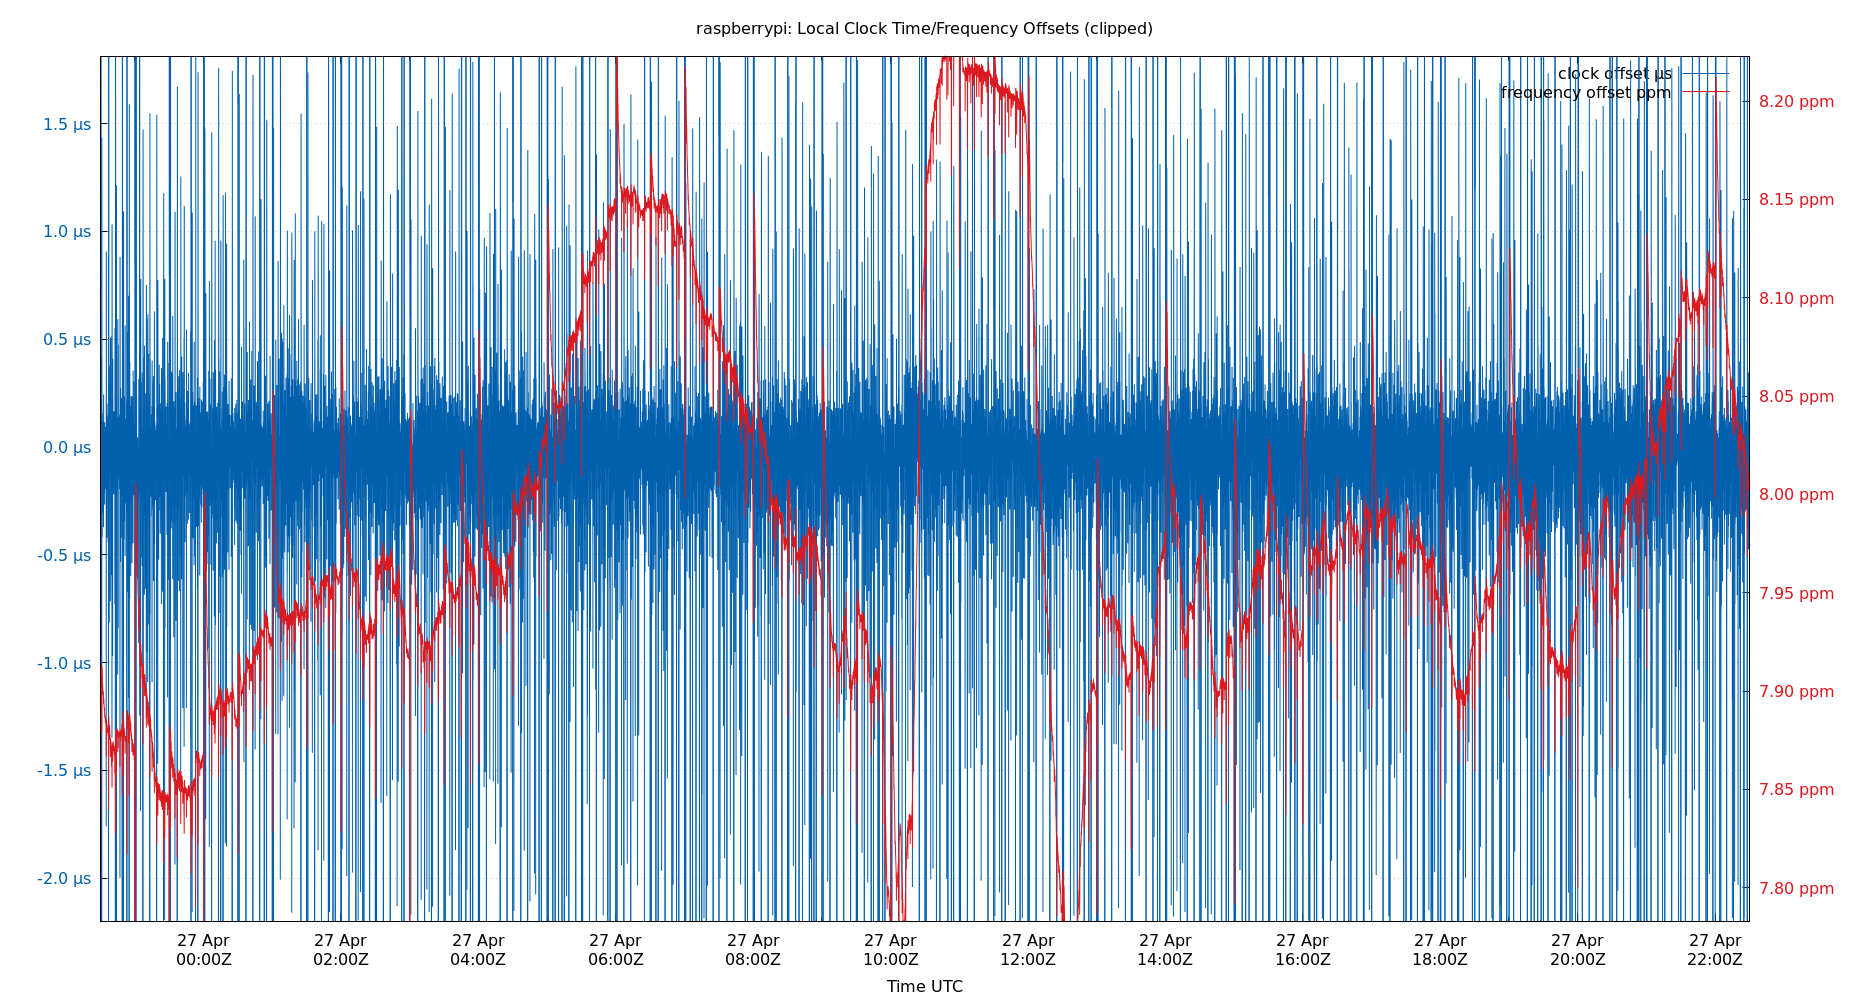 raspberrypi: Local Clock Time/Frequency Offsets (clipped)
clock offset µs
frequency offset ppm
1.5 µs
1.0 µs
0.5 µs
0.0 µs
-0.5 µs
-1.0 µs
-1.5 µs
-2.0 µs
8.20 ppm
8.15 ppm
8.10 ppm
8.05 ppm
8.00 ppm
7.95 ppm
7.90 ppm
7.85 ppm
7.80 ppm
27 Apr 27 Apr 27 Apr 27 Apr 27 Apr 27 Apr 27 Apr 27 Apr 27 Apr 27 Apr 27 Apr 27 Apr
00:00Z 02:00Z 04:00Z 06:00Z 08:00Z 10:00Z 12:00Z 14:00Z 16:00Z 18:00Z 20:00Z 22:00Z
Time UTC